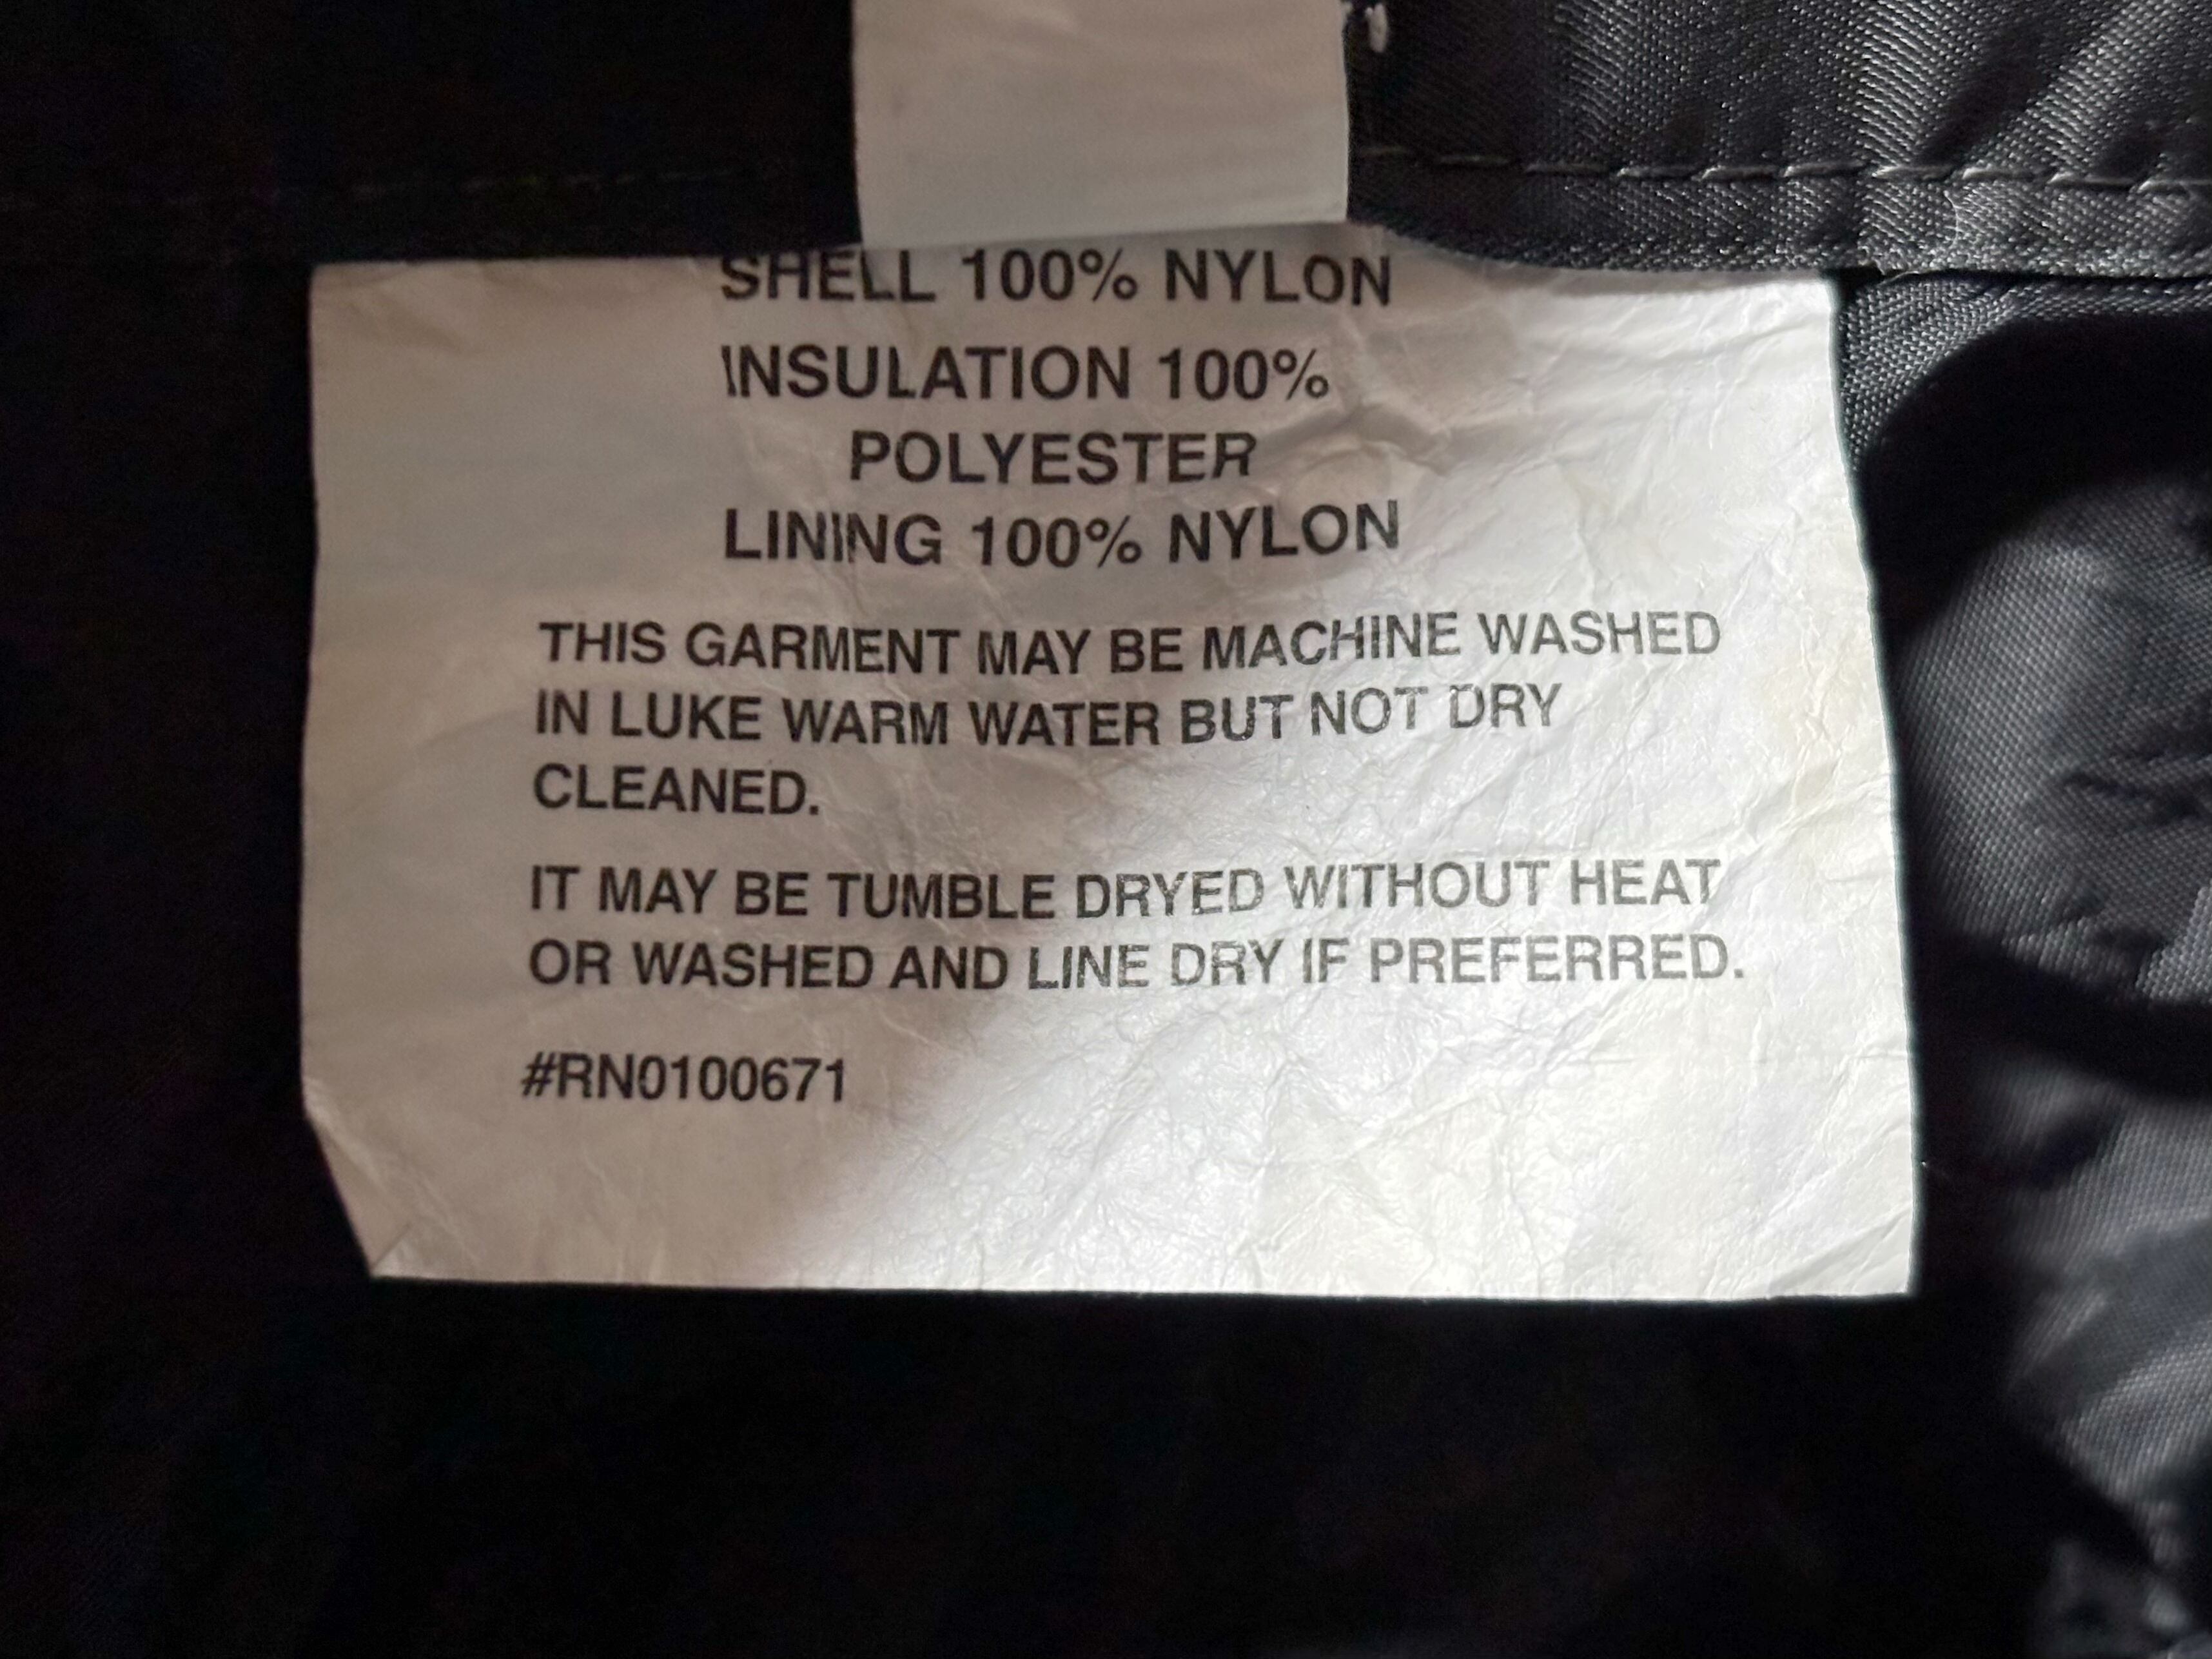 SHELL 100% NYLON
INSULATION 100%
POLYESTER
LINING 100% NYLON
THIS GARMENT MAY BE MACHINE WASHED
IN LUKE WARM WATER BUT NOT DRY
CLEANED.
IT MAY BE TUMBLE DRYED WITHOUT HEAT
OR WASHED AND LINE DRY IF PREFERRED.
#RN0100671